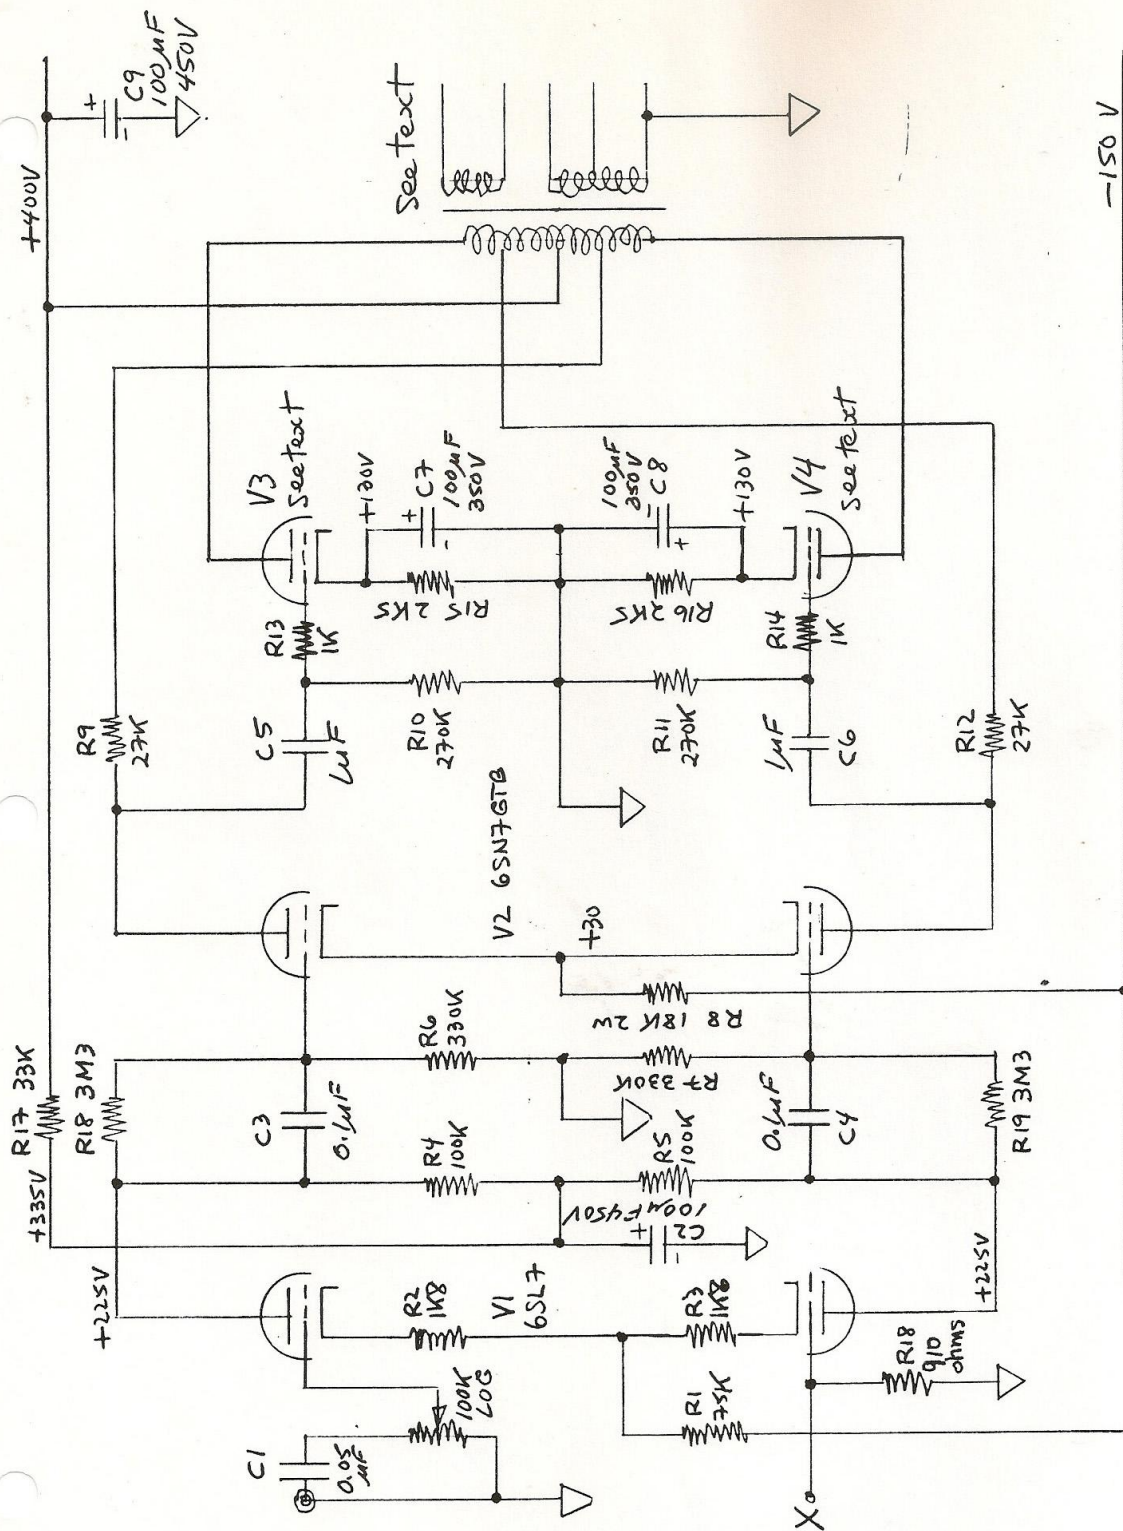 +400V
+
-
C9
100µF
450V
See text
-150 V
R9
27K
C5
1µF
R10
270K
R11
270K
1µF
C6
R12
27K
R13
1K
R14
1K
V3
See text
+130V
+
-
C7
100µF
350V
R15 2K5
R16 2K5
100µF
350V
C8
-
+
+130V
V4
See text
V2 6SN7GTB
+30
R8 18K 2W
R17 33K
R18 3M3
C3
0.1µF
R6
330K
R7 330K
R4
100K
R5
100K
0.1µF
C4
R19 3M3
+335V
100µF450V
C2
+
-
+225V
R2
1K8
V1
6SL7
R3
1K8
+225V
100K
LOG
R1
75K
R18
910
ohms
C1
0.05
µF
X